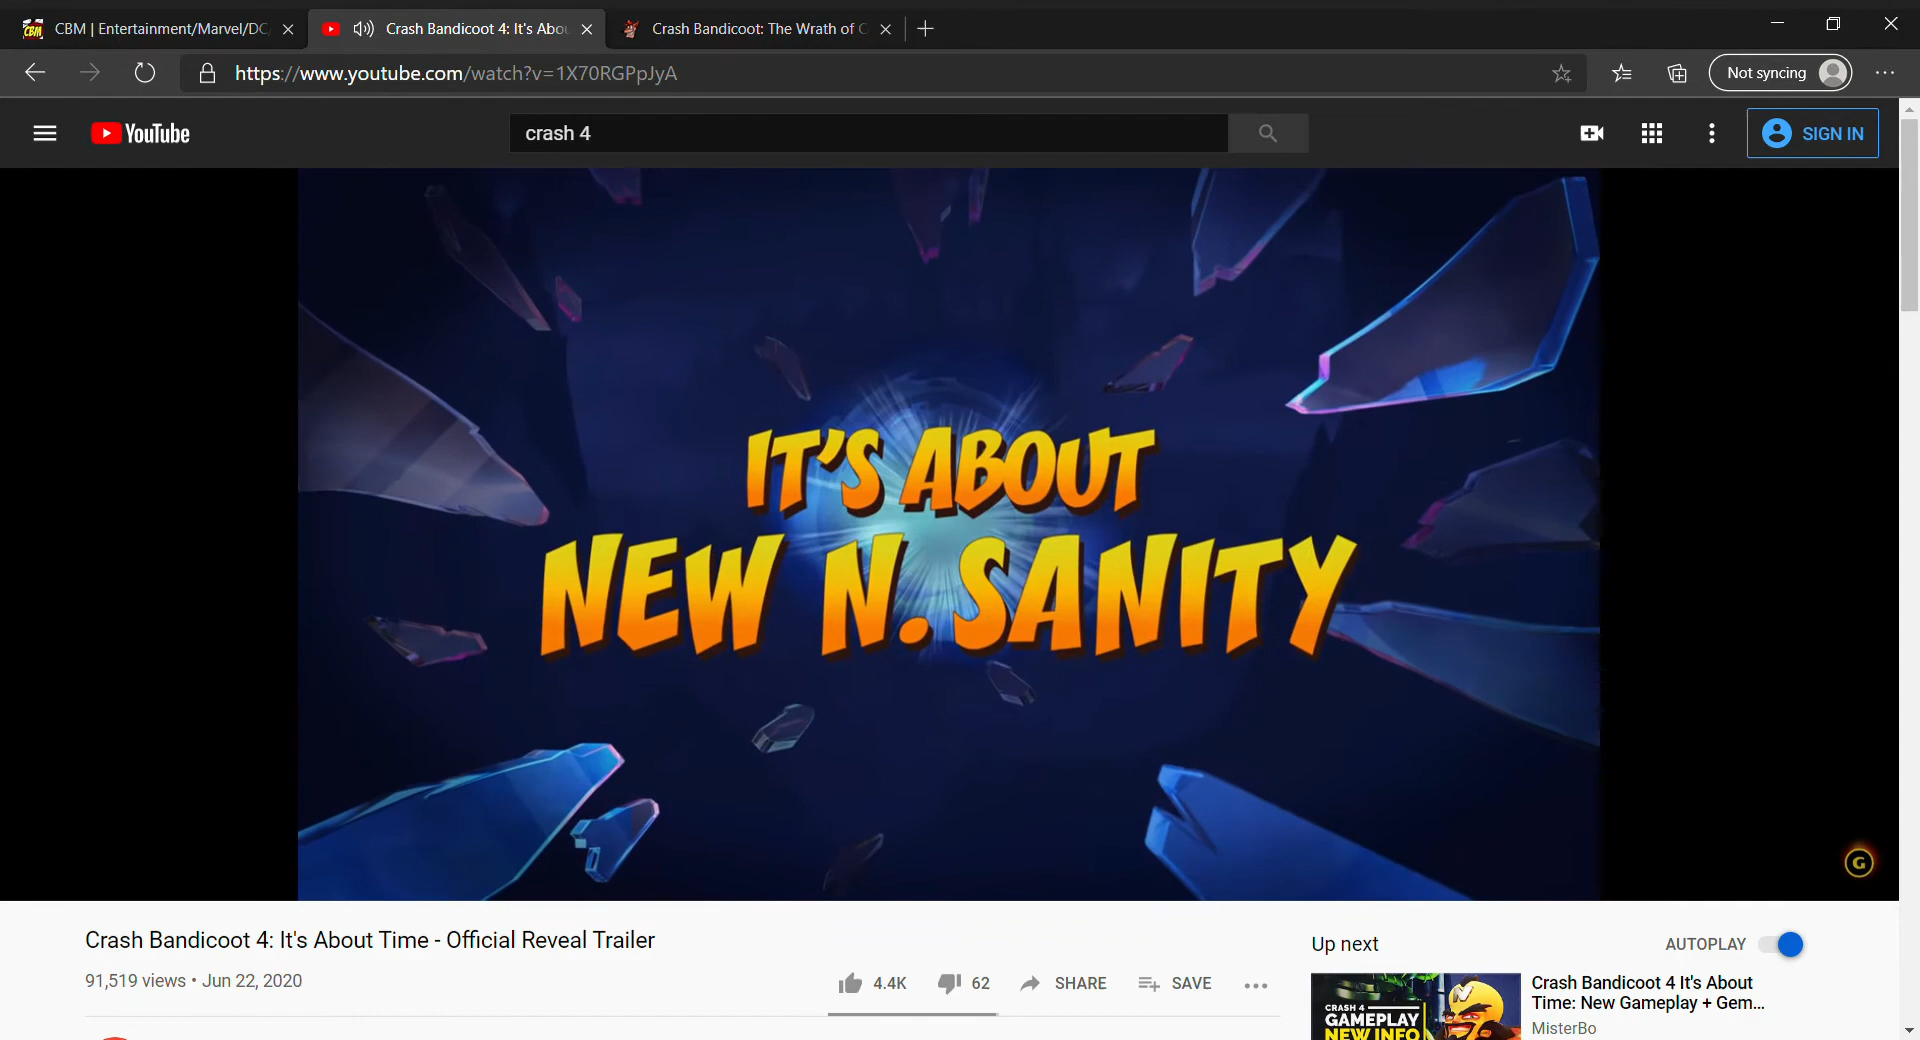 CBM | Entertainment/Marvel/DC
Crash Bandicoot 4: It's Abou
Crash Bandicoot: The Wrath of C
https://www.youtube.com/watch?v=1X70RGPpJyA
Not syncing
YouTube
crash 4
SIGN IN
IT'S ABOUT
NEW N. SANITY
G
Crash Bandicoot 4: It's About Time - Official Reveal Trailer
91,519 views • Jun 22, 2020
4.4K
62
SHARE
SAVE
Up next
AUTOPLAY
CRASH 4
GAMEPLAY
NEW INFO
Crash Bandicoot 4 It's About
Time: New Gameplay + Gem...
MisterBo